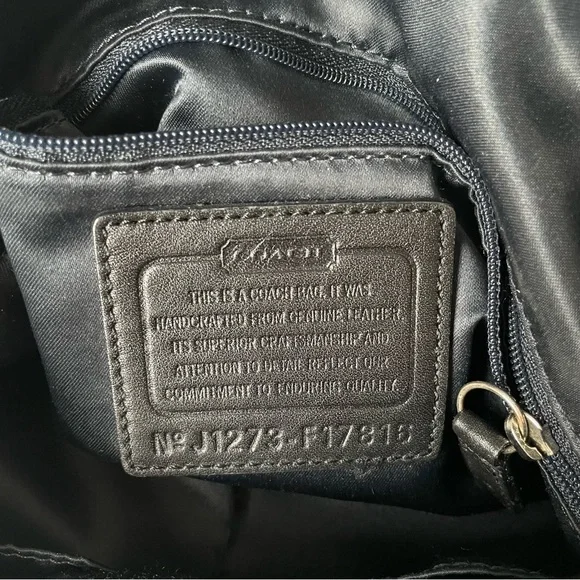 COACH
THIS IS A COACH BAG. IT WAS
HANDCRAFTED FROM GENUINE LEATHER.
ITS SUPERIOR CRAFTSMANSHIP AND
ATTENTION TO DETAIL REFLECT OUR
COMMITMENT TO ENDURING QUALITY.
Nº J1273-F17816